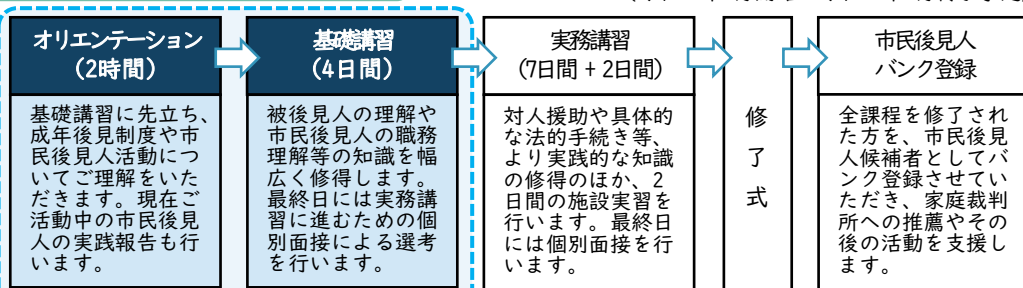 オリエンテーション
(2時間)
基礎講習に先立ち、
成年後見制度や市
民後見人活動につ
いてご理解をいた
だきます。現在ご
活動中の市民後見
人の実践報告も行
います。
基礎講習
(4日間)
被後見人の理解や
市民後見人の職務
理解等の知識を幅
広く修得します。
最終日には実務講
習に進むための個
別面接による選考
を行います。
実務講習
(7日間 + 2日間)
対人援助や具体的
な法的手続き等、
より実践的な知識
の修得のほか、2
日間の施設実習を
行います。最終日
には個別面接を行
います。
修了式
市民後見人
バンク登録
全課程を修了され
た方を、市民後見
人候補者としてバ
ンク登録させてい
ただき、家庭裁判
所への推薦やその
後の活動を支援し
ます。